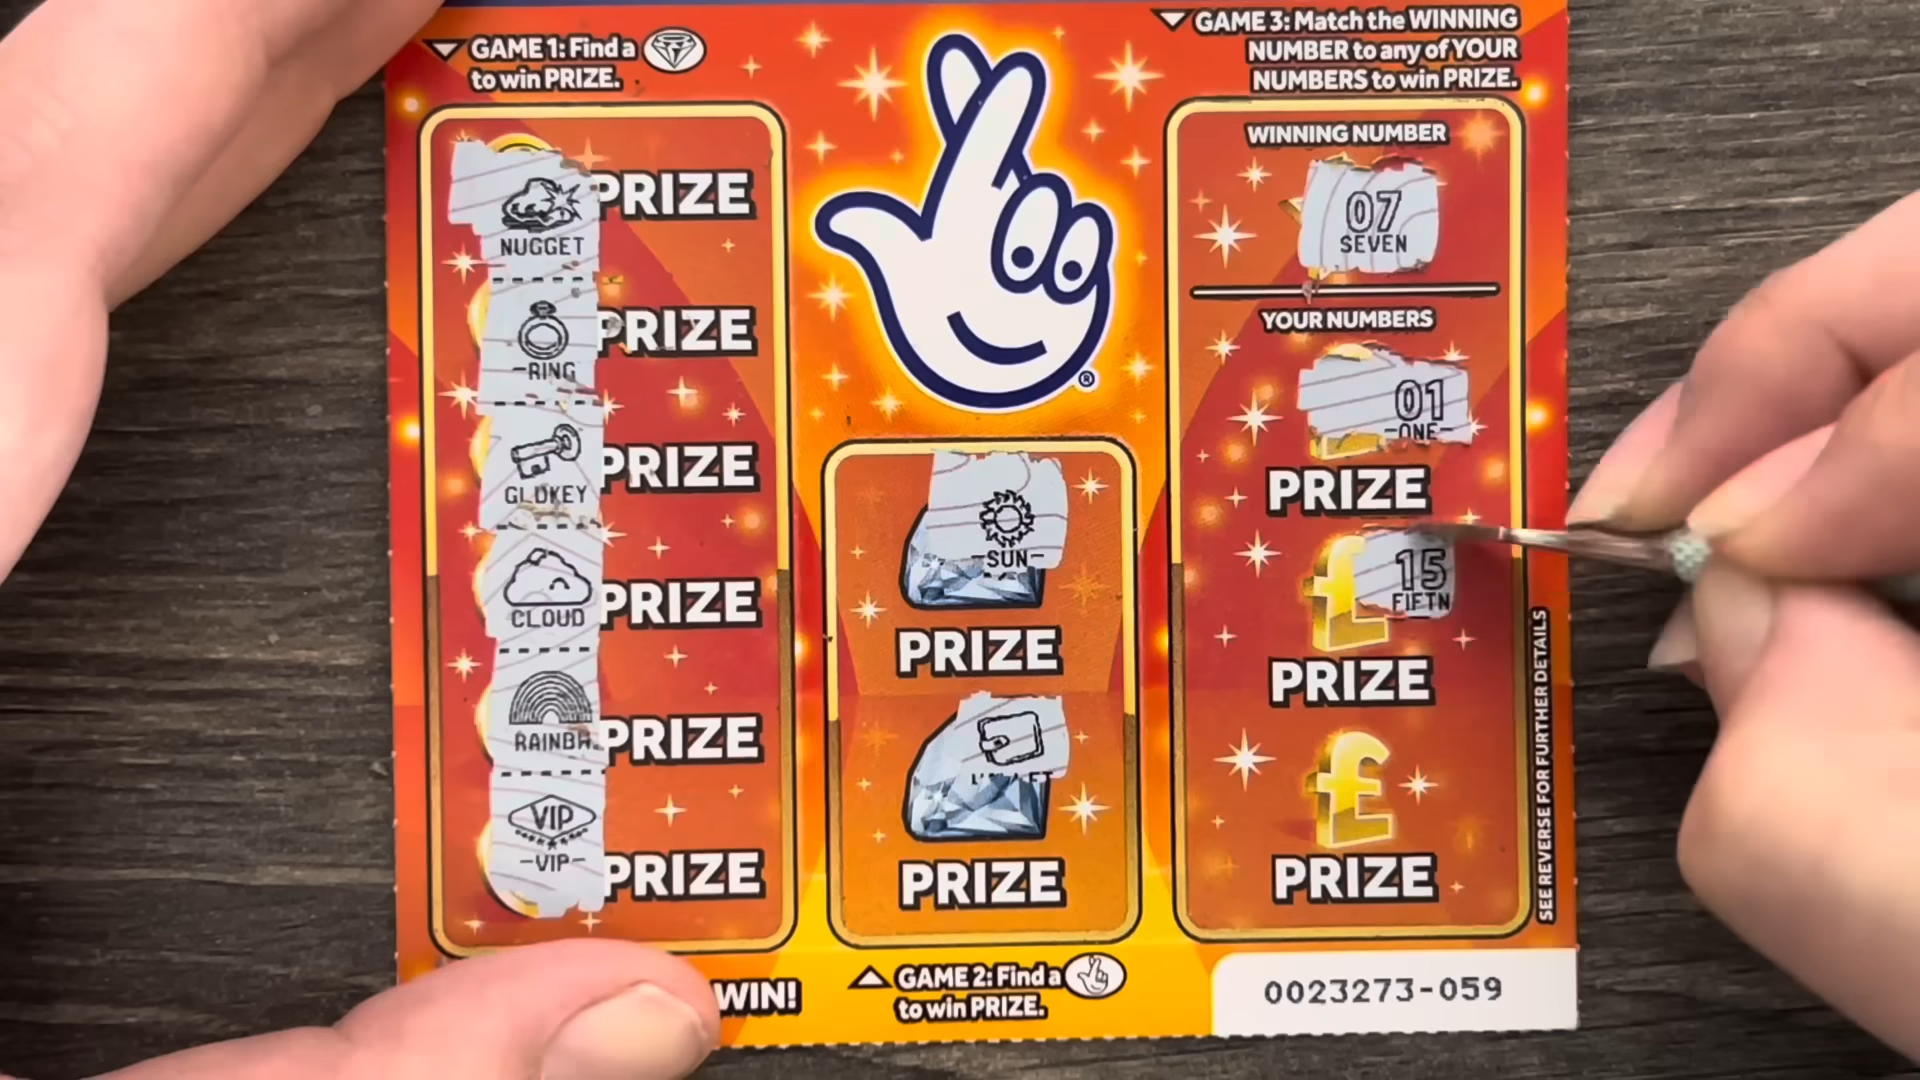 GAME 1: Find a
to win PRIZE.
NUGGET
PRIZE
-RING
PRIZE
GLDKEY
PRIZE
CLOUD
PRIZE
RAINBW
PRIZE
VIP
-VIP-
PRIZE
WIN!
®
-SUN-
PRIZE
PRIZE
GAME 2: Find a
to win PRIZE.
GAME 3: Match the WINNING
NUMBER to any of YOUR
NUMBERS to win PRIZE.
WINNING NUMBER
07
SEVEN
YOUR NUMBERS
01
-ONE-
PRIZE
£
15
FIFTN
PRIZE
£
PRIZE
SEE REVERSE FOR FURTHER DETAILS
0023273-059